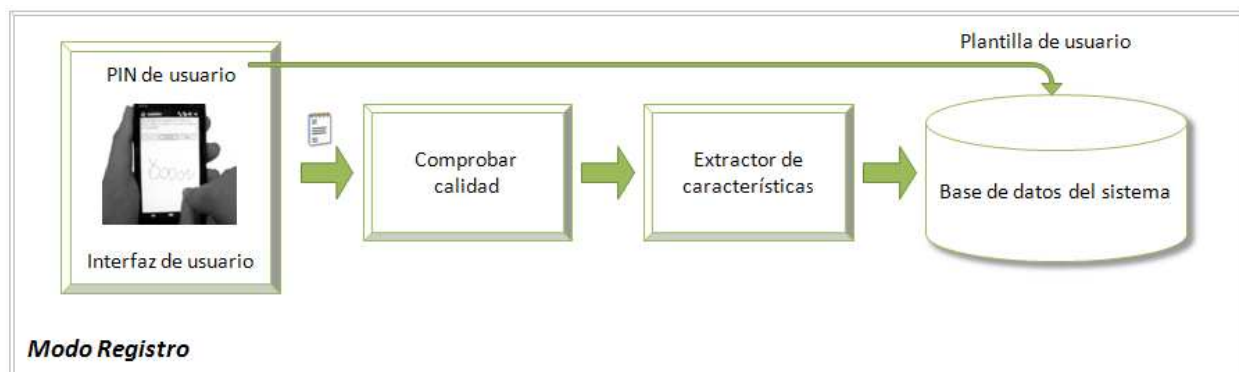 Plantilla de usuario
PIN de usuario
Interfaz de usuario
Comprobar
calidad
Extractor de
características
Base de datos del sistema
Modo Registro